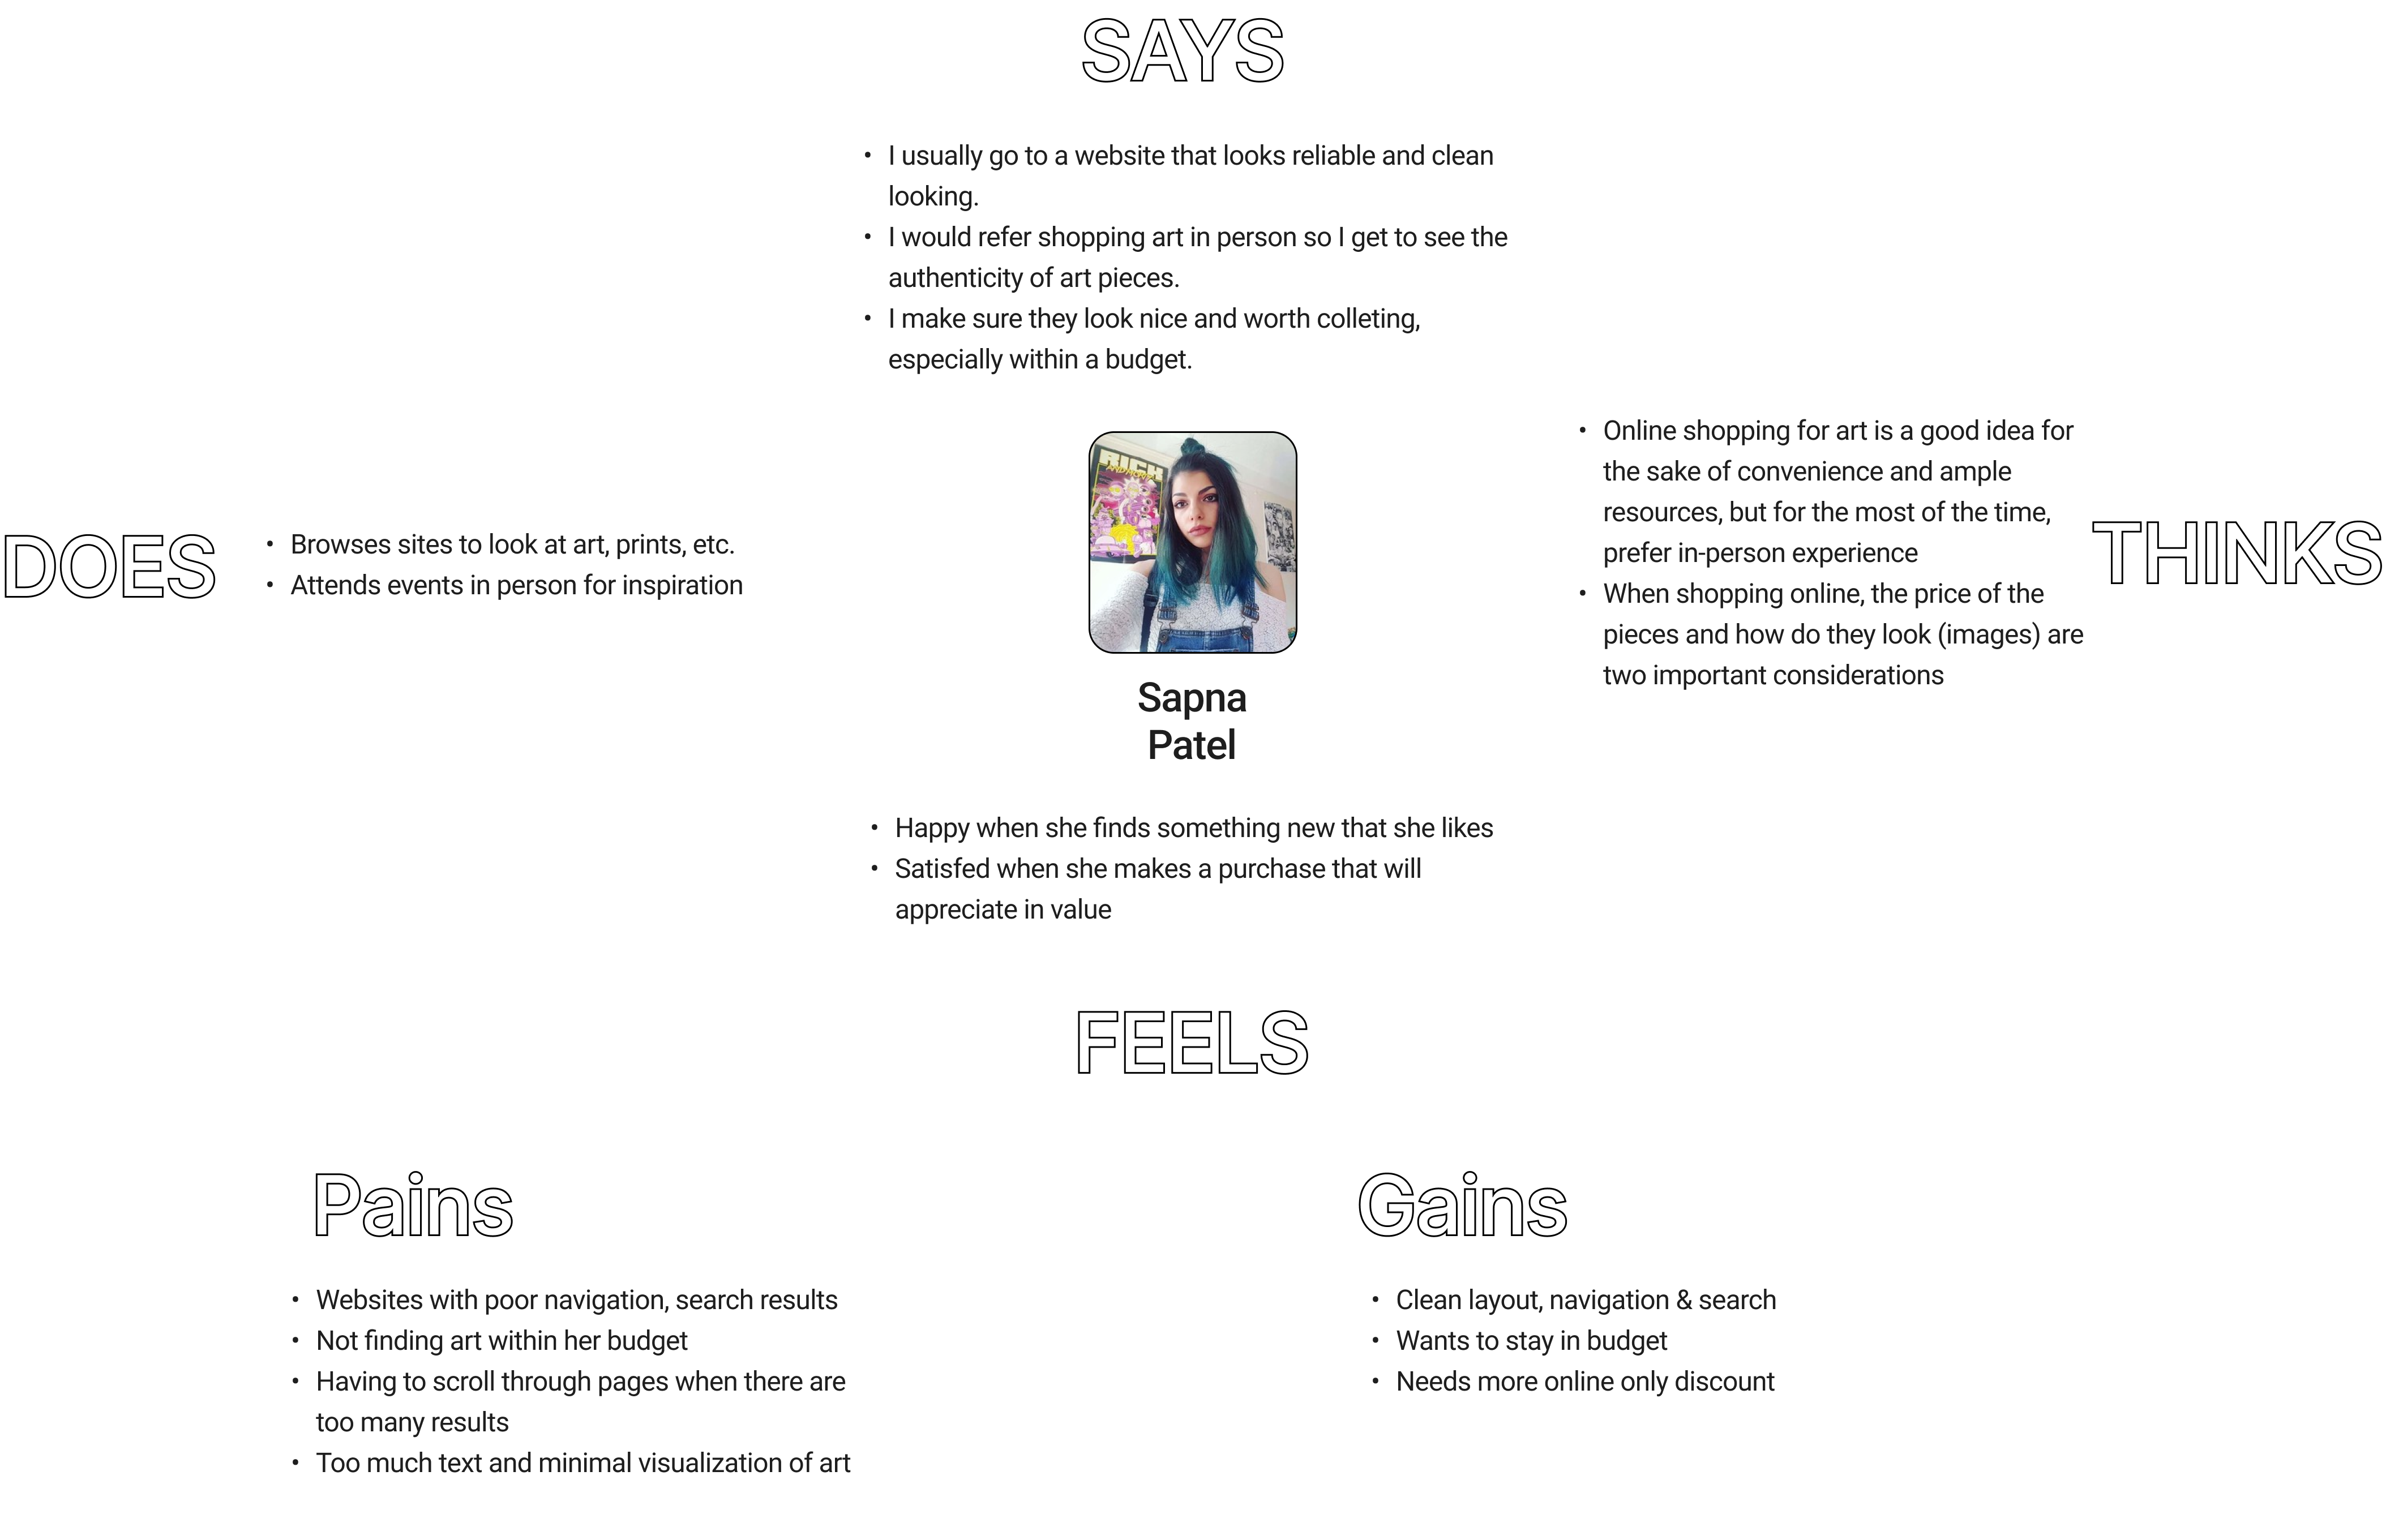 SAYS
• I usually go to a website that looks reliable and clean
looking.
• I would refer shopping art in person so I get to see the
authenticity of art pieces.
• I make sure they look nice and worth colleting,
especially within a budget.
DOES
• Browses sites to look at art, prints, etc.
• Attends events in person for inspiration
RICK
AND MORTY
Sapna
Patel
• Online shopping for art is a good idea for
the sake of convenience and ample
resources, but for the most of the time,
prefer in-person experience
• When shopping online, the price of the
pieces and how do they look (images) are
two important considerations
THINKS
• Happy when she finds something new that she likes
• Satisfed when she makes a purchase that will
appreciate in value
FEELS
Pains
• Websites with poor navigation, search results
• Not finding art within her budget
• Having to scroll through pages when there are
too many results
• Too much text and minimal visualization of art
Gains
• Clean layout, navigation & search
• Wants to stay in budget
• Needs more online only discount